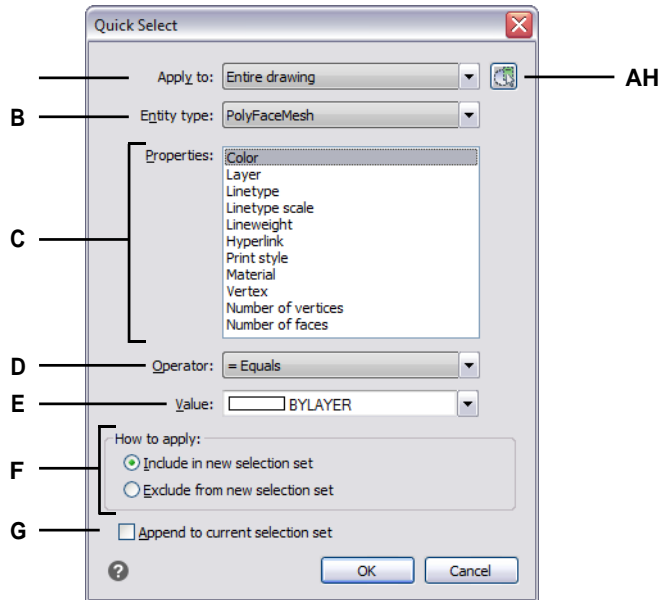 Quick Select
Apply to: Entire drawing AH
B Entity type: PolyFaceMesh
Properties: Color
Layer
Linetype
Linetype scale
Lineweight
Hyperlink
Print style
Material
Vertex
Number of vertices
Number of faces
C
D Operator: = Equals
E Value: BYLAYER
How to apply:
F
Include in new selection set
Exclude from new selection set
G Append to current selection set
? OK Cancel